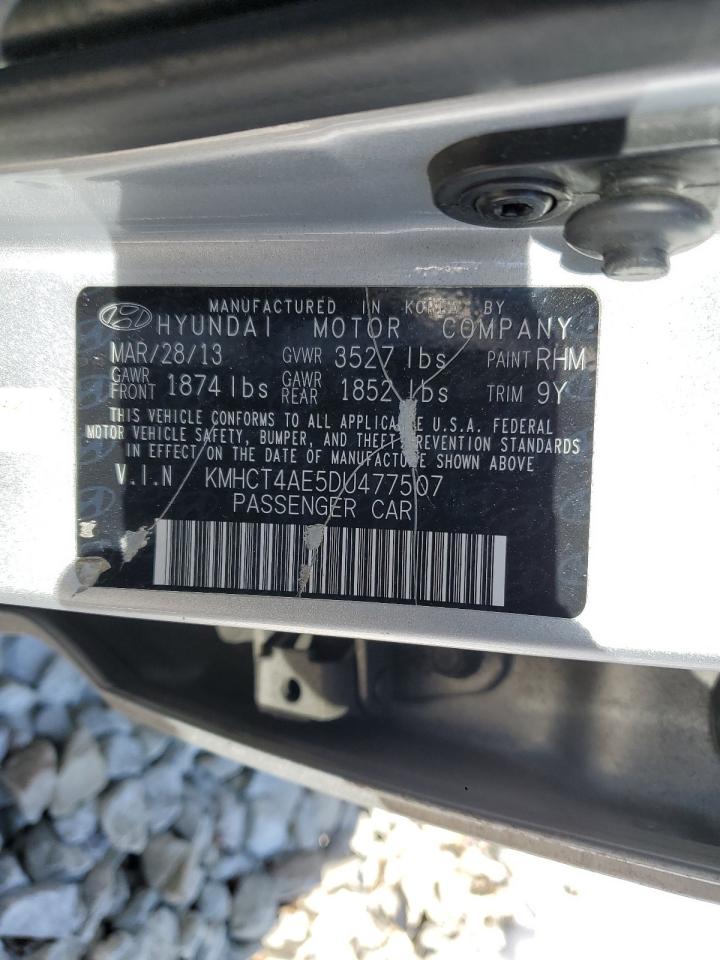 MANUFACTURED IN KOREA BY
HYUNDAI MOTOR COMPANY
MAR/28/13 GVWR 3527 lbs PAINT RHM
GAWR FRONT 1874 lbs GAWR REAR 1852 lbs TRIM 9Y
THIS VEHICLE CONFORMS TO ALL APPLICABLE U.S.A. FEDERAL
MOTOR VEHICLE SAFETY, BUMPER, AND THEFT PREVENTION STANDARDS
IN EFFECT ON THE DATE OF MANUFACTURE SHOWN ABOVE
V.I.N KMHCT4AE5DU477507
PASSENGER CAR